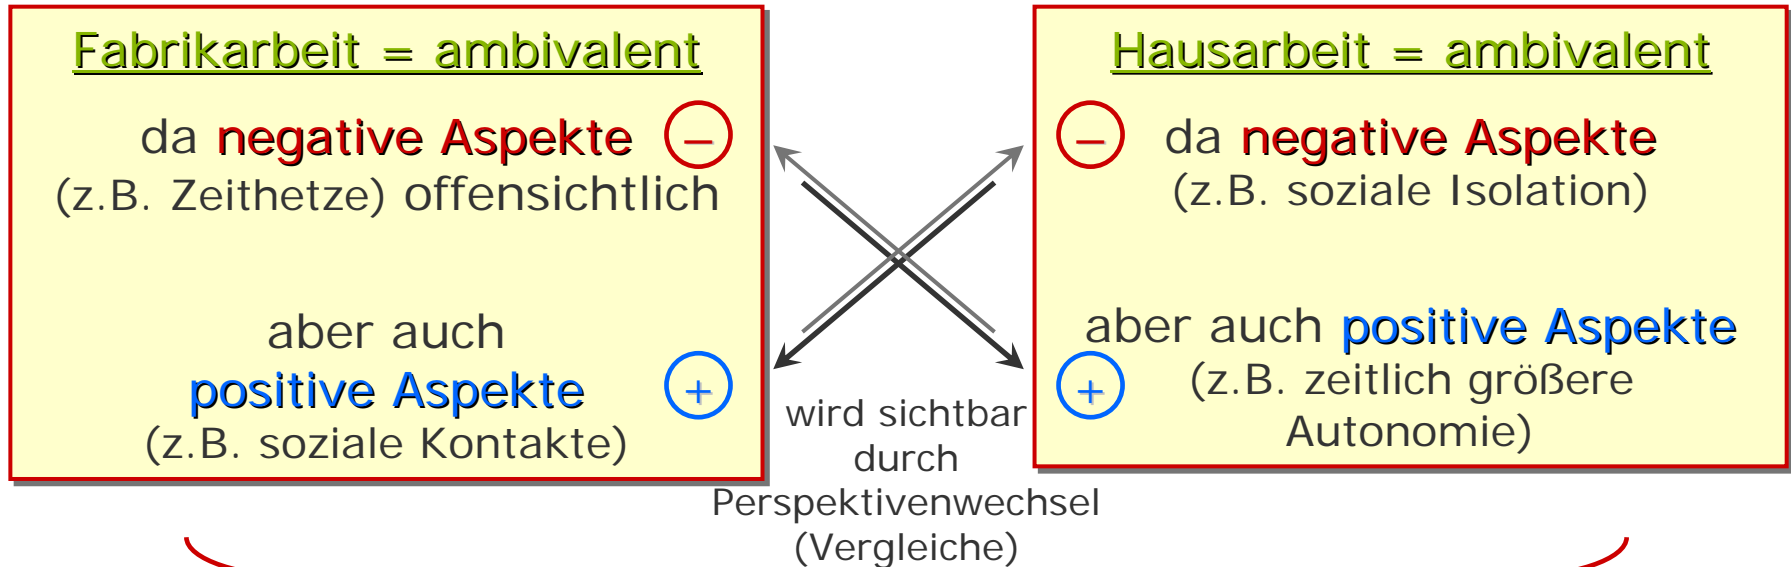 Fabrikarbeit = ambivalent
da negative Aspekte −
(z.B. Zeithetze) offensichtlich
aber auch
positive Aspekte +
(z.B. soziale Kontakte)
wird sichtbar
durch
Perspektivenwechsel
(Vergleiche)
Hausarbeit = ambivalent
− da negative Aspekte
(z.B. soziale Isolation)
aber auch positive Aspekte
+ (z.B. zeitlich größere
Autonomie)